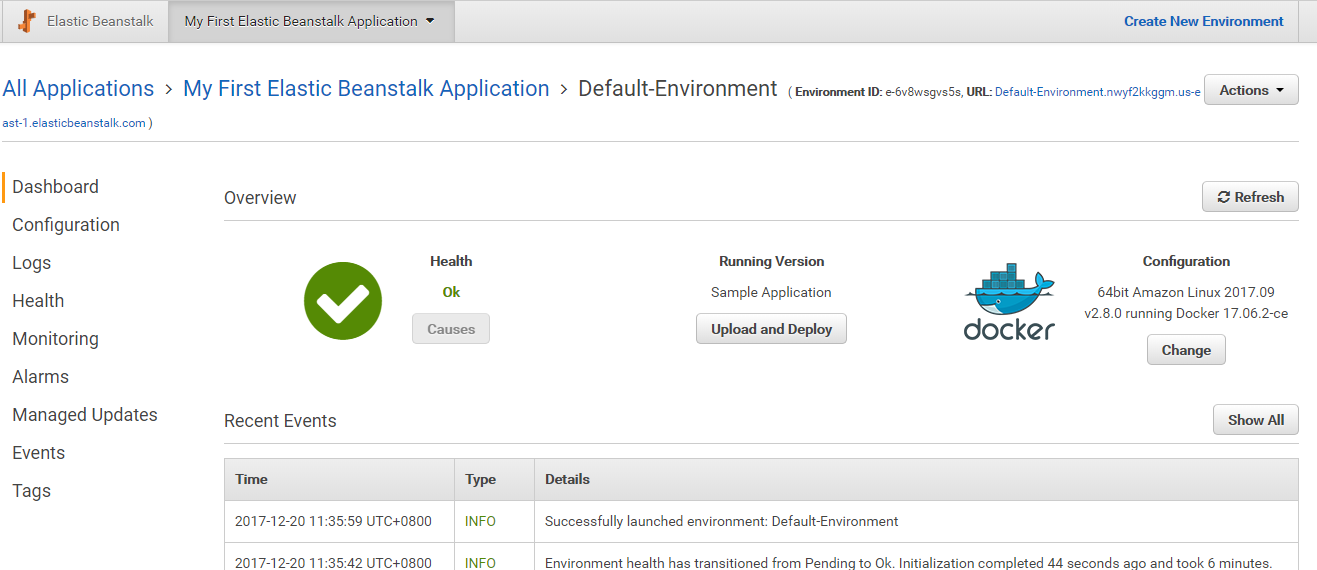 Elastic Beanstalk My First Elastic Beanstalk Application Create New Environment
All Applications > My First Elastic Beanstalk Application > Default-Environment ( Environment ID: e-6v8wsgvs5s, URL: Default-Environment.nwyf2kkggm.us-e Actions
ast-1.elasticbeanstalk.com )
Dashboard
Configuration
Logs
Health
Monitoring
Alarms
Managed Updates
Events
Tags
Overview Refresh
Health
Ok
Causes
Running Version
Sample Application
Upload and Deploy
docker
Configuration
64bit Amazon Linux 2017.09
v2.8.0 running Docker 17.06.2-ce
Change
Recent Events Show All
Time Type Details
2017-12-20 11:35:59 UTC+0800 INFO Successfully launched environment: Default-Environment
2017-12-20 11:35:42 UTC+0800 INFO Environment health has transitioned from Pending to Ok. Initialization completed 44 seconds ago and took 6 minutes.